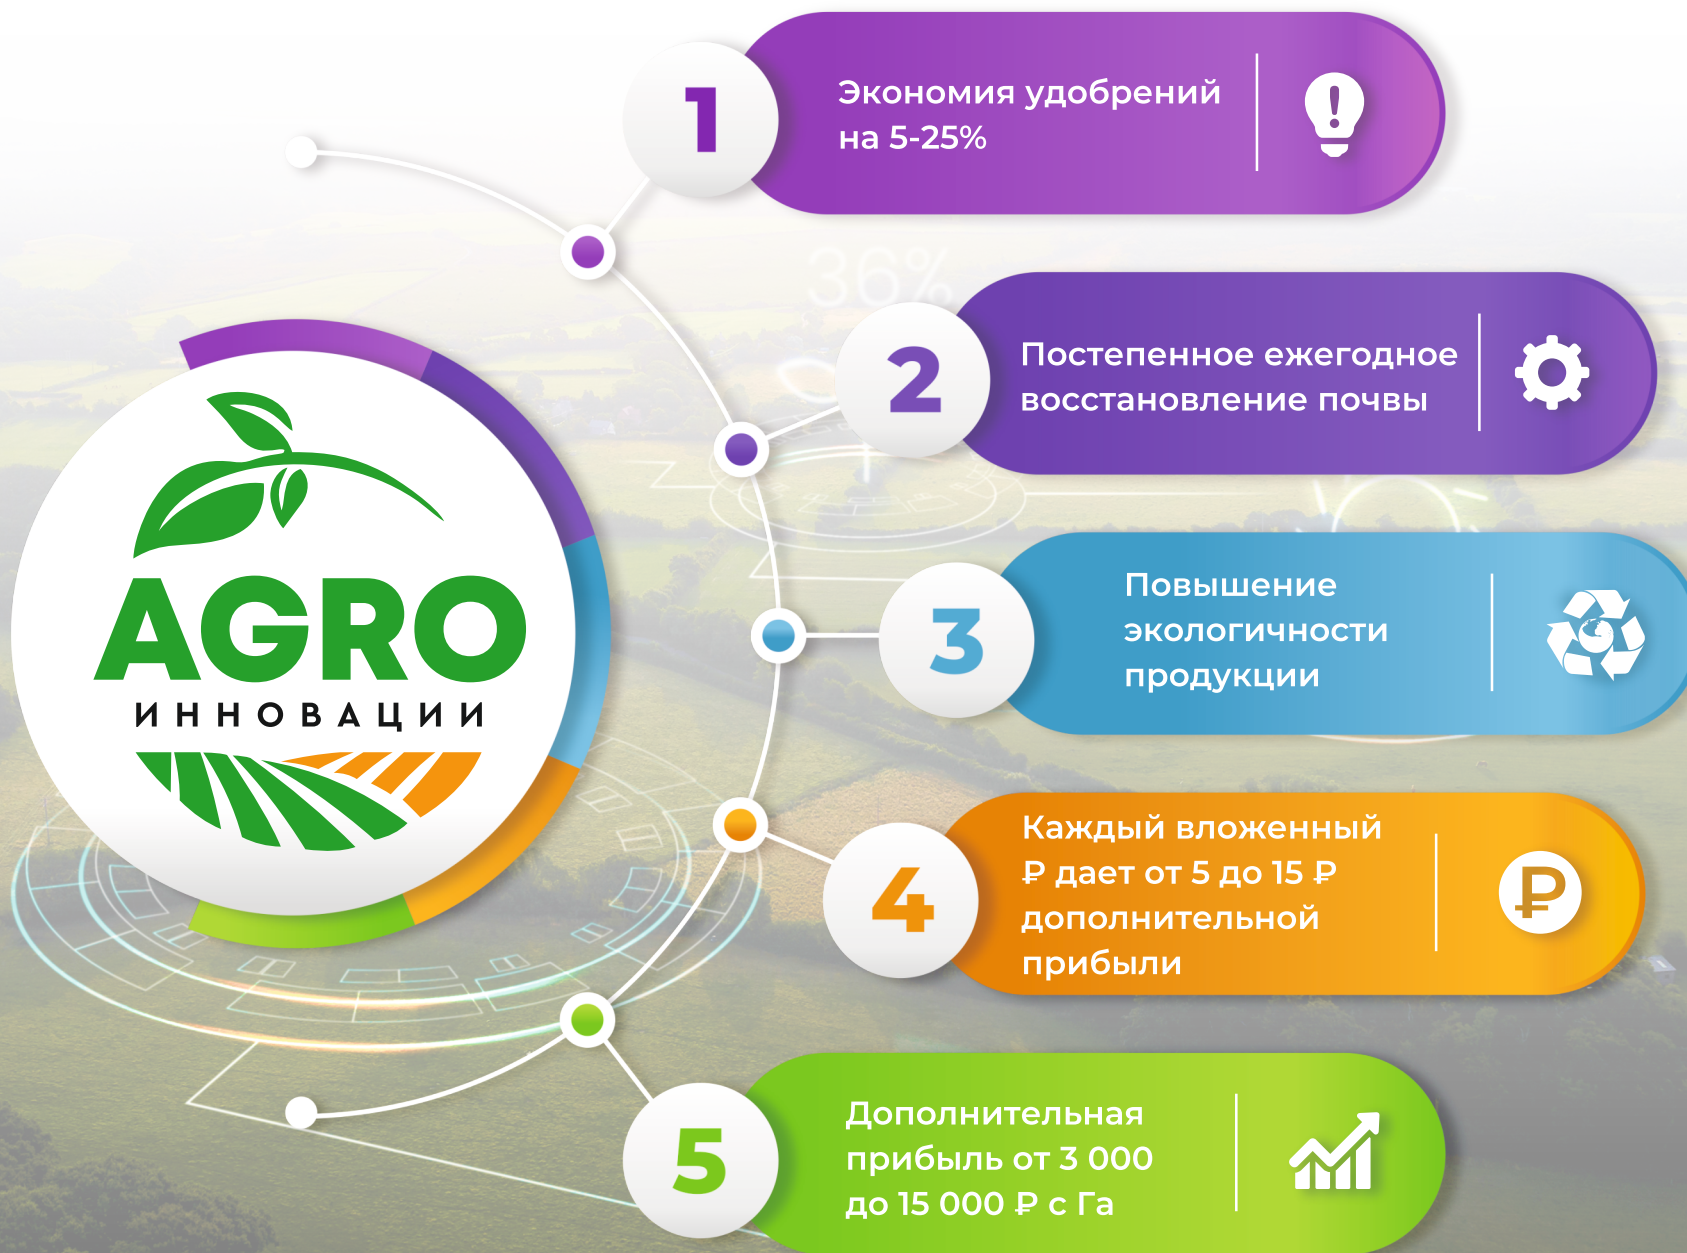 1
Экономия удобрений
на 5-25%
36%
2
Постепенное ежегодное
восстановление почвы
AGRO
ИННОВАЦИИ
3
Повышение
экологичности
продукции
4
Каждый вложенный
₽ дает от 5 до 15 ₽
дополнительной
прибыли
₽
5
Дополнительная
прибыль от 3 000
до 15 000 ₽ с Га